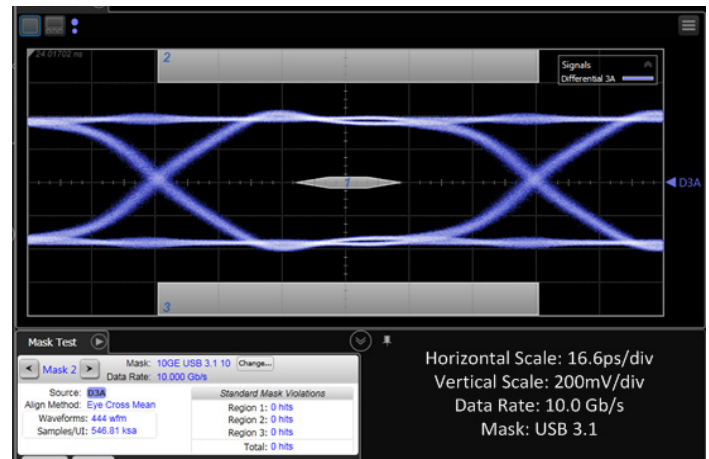 24.01702 ns
2
Signals
Differential 3A
1
D3A
3
Mask Test
Mask 2
Mask: 10GE USB 3.1 10 Change...
Data Rate: 10.000 Gb/s
Source: D3A
Align Method: Eye Cross Mean
Waveforms: 444 wfm
Samples/UI: 546.81 ksa
Standard Mask Violations
Region 1: 0 hits
Region 2: 0 hits
Region 3: 0 hits
Total: 0 hits
Horizontal Scale: 16.6ps/div
Vertical Scale: 200mV/div
Data Rate: 10.0 Gb/s
Mask: USB 3.1